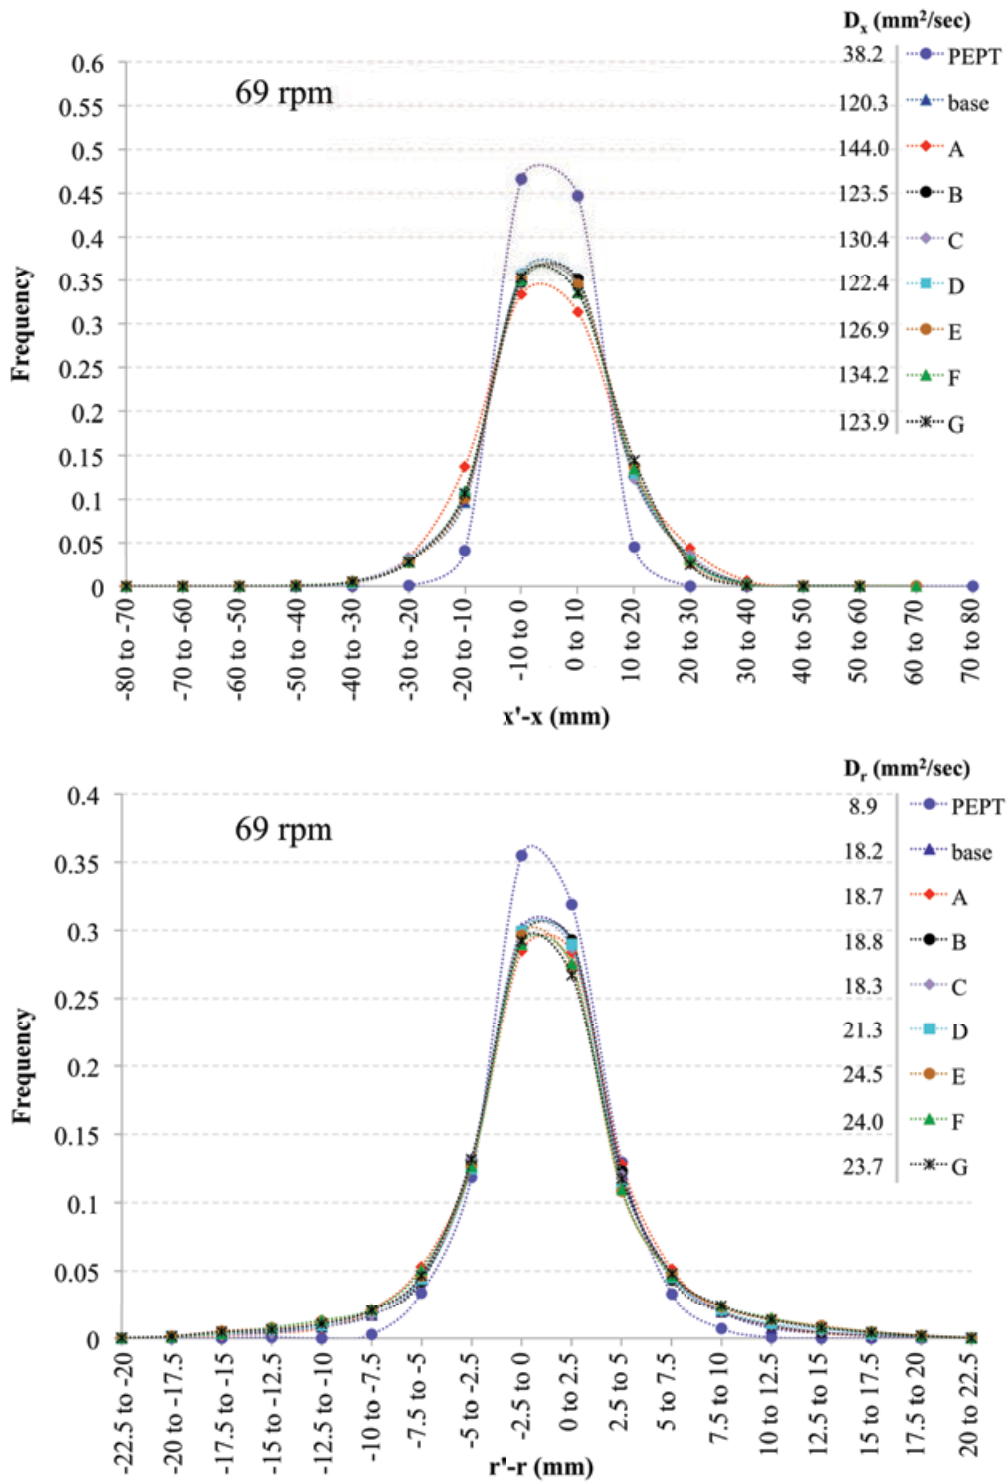 Dx (mm²/sec)
38.2 PEPT
120.3 base
144.0 A
123.5 B
130.4 C
122.4 D
126.9 E
134.2 F
123.9 G
69 rpm
Frequency
0.6
0.55
0.5
0.45
0.4
0.35
0.3
0.25
0.2
0.15
0.1
0.05
0
-80 to -70
-70 to -60
-60 to -50
-50 to -40
-40 to -30
-30 to -20
-20 to -10
-10 to 0
0 to 10
10 to 20
20 to 30
30 to 40
40 to 50
50 to 60
60 to 70
70 to 80
x'-x (mm)
Dr (mm²/sec)
8.9 PEPT
18.2 base
18.7 A
18.8 B
18.3 C
21.3 D
24.5 E
24.0 F
23.7 G
69 rpm
Frequency
0.4
0.35
0.3
0.25
0.2
0.15
0.1
0.05
0
-22.5 to -20
-20 to -17.5
-17.5 to -15
-15 to -12.5
-12.5 to -10
-10 to -7.5
-7.5 to -5
-5 to -2.5
-2.5 to 0
0 to 2.5
2.5 to 5
5 to 7.5
7.5 to 10
10 to 12.5
12.5 to 15
15 to 17.5
17.5 to 20
20 to 22.5
r'-r (mm)